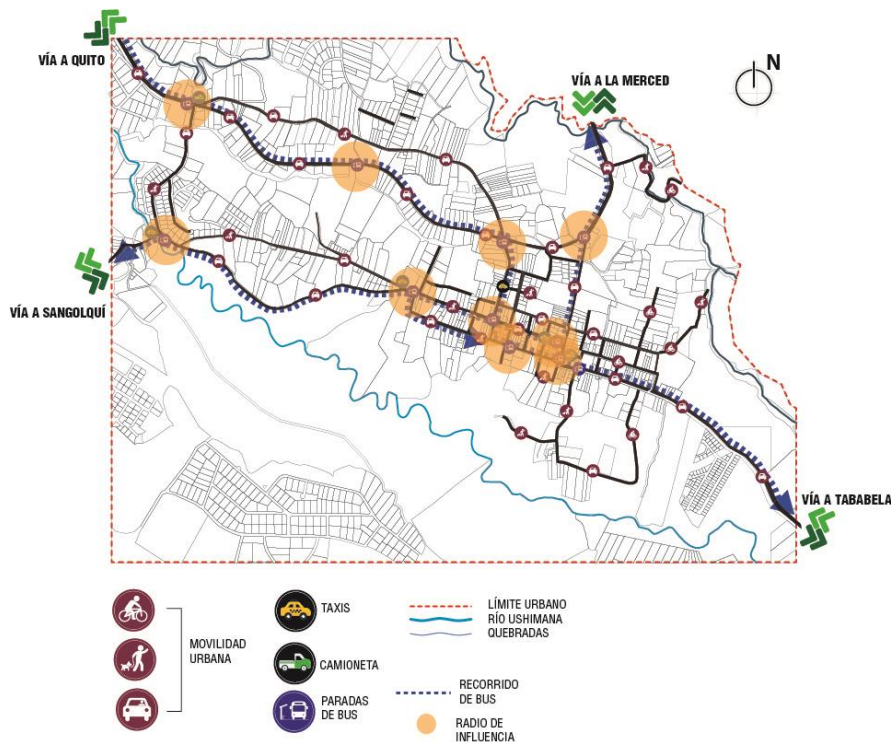 VÍA A QUITO
VÍA A LA MERCED
N
VÍA A SANGOLQUÍ
VÍA A TABABELA
MOVILIDAD
URBANA
TAXIS
CAMIONETA
PARADAS
DE BUS
LÍMITE URBANO
RÍO USHIMANA
QUEBRADAS
RECORRIDO
DE BUS
RADIO DE
INFLUENCIA